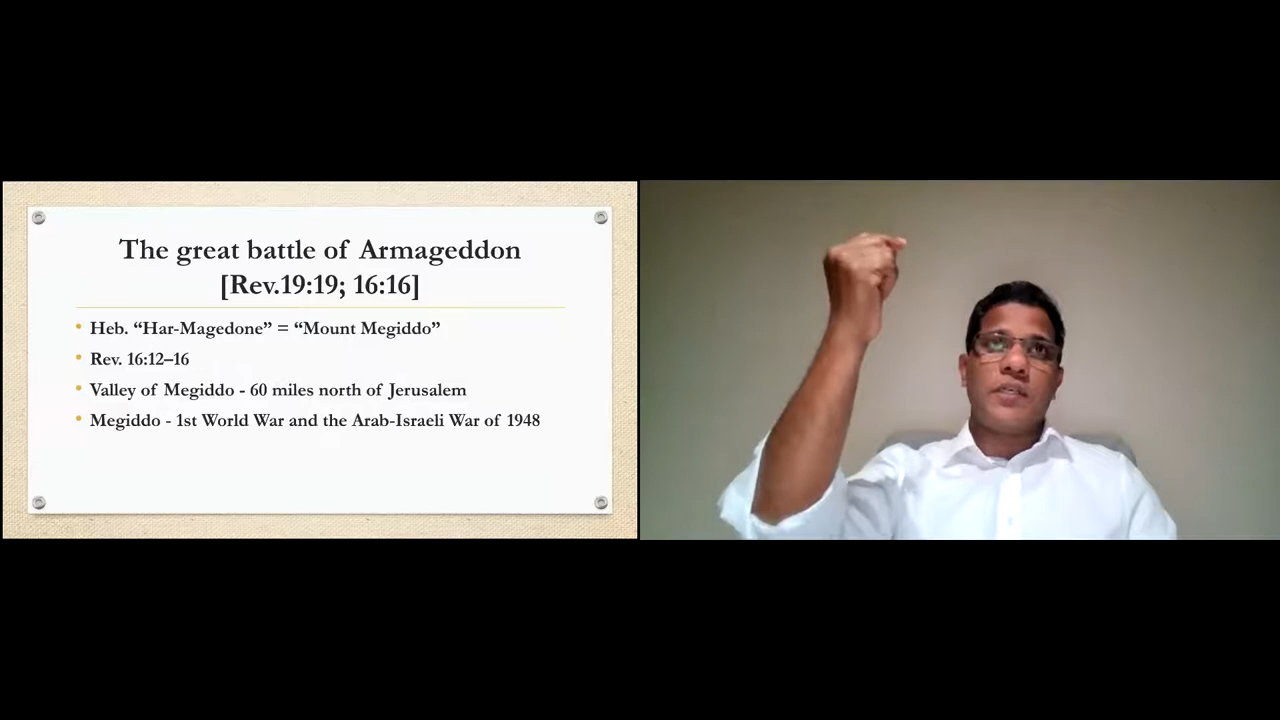 The great battle of Armageddon
[Rev.19:19; 16:16]
Heb. “Har-Magedone” = “Mount Megiddo”
Rev. 16:12–16
Valley of Megiddo - 60 miles north of Jerusalem
Megiddo - 1st World War and the Arab-Israeli War of 1948